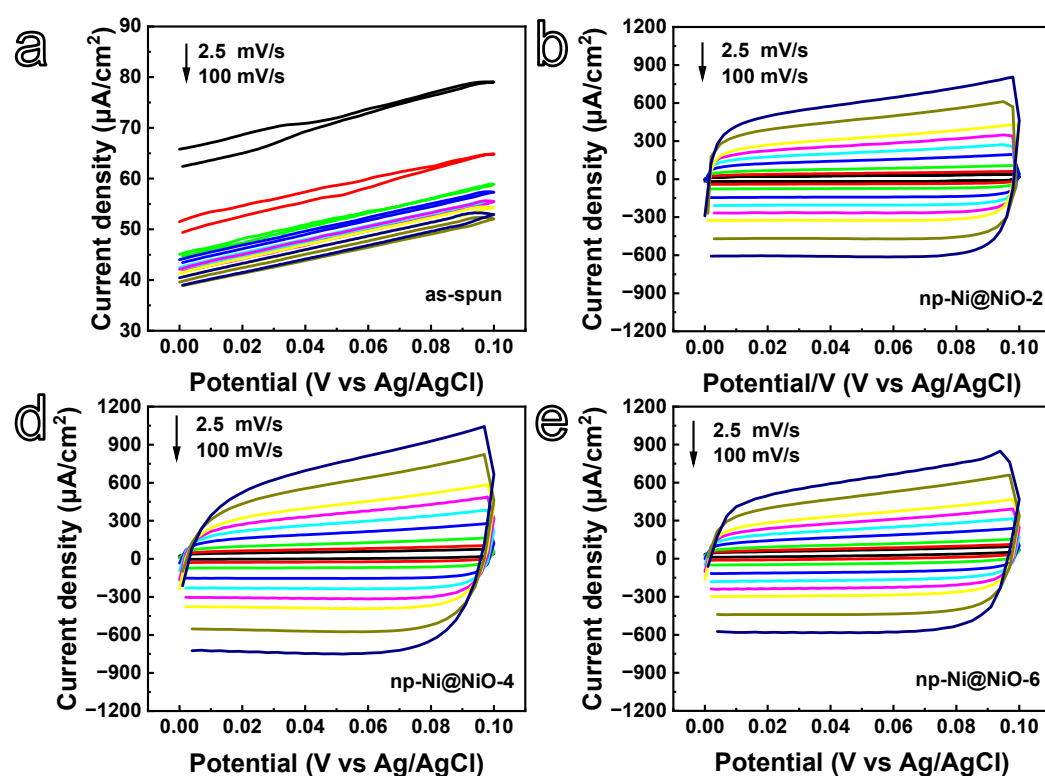 a
2.5 mV/s
100 mV/s
90
80
70
60
50
40
30
Current density (µA/cm²)
as-spun
0.00 0.02 0.04 0.06 0.08 0.10
Potential (V vs Ag/AgCl)
b
2.5 mV/s
100 mV/s
1200
900
600
300
0
−300
−600
−900
−1200
Current density (µA/cm²)
np-Ni@NiO-2
0.00 0.02 0.04 0.06 0.08 0.10
Potential/V (V vs Ag/AgCl)
d
2.5 mV/s
100 mV/s
1200
900
600
300
0
−300
−600
−900
−1200
Current density (µA/cm²)
np-Ni@NiO-4
0.00 0.02 0.04 0.06 0.08 0.10
Potential (V vs Ag/AgCl)
e
2.5 mV/s
100 mV/s
1200
900
600
300
0
−300
−600
−900
−1200
Current density (µA/cm²)
np-Ni@NiO-6
0.00 0.02 0.04 0.06 0.08 0.10
Potential (V vs Ag/AgCl)